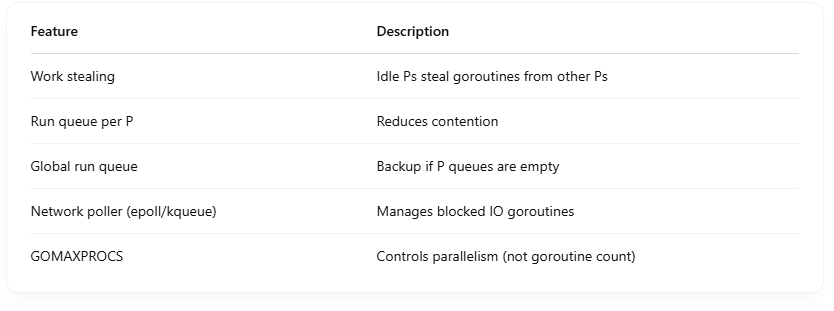 Feature Description
Work stealing Idle Ps steal goroutines from other Ps
Run queue per P Reduces contention
Global run queue Backup if P queues are empty
Network poller (epoll/kqueue) Manages blocked IO goroutines
GOMAXPROCS Controls parallelism (not goroutine count)